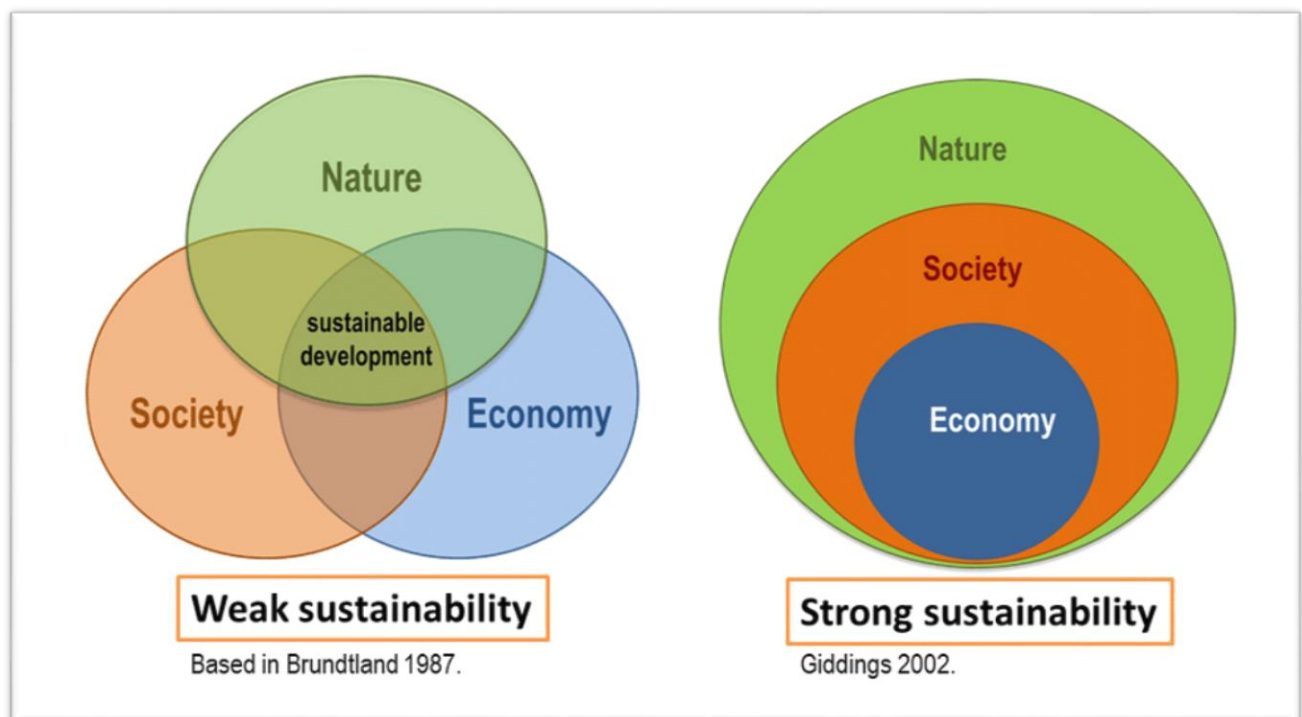 Nature
sustainable
development
Society
Economy
Weak sustainability
Based in Brundtland 1987.
Nature
Society
Economy
Strong sustainability
Giddings 2002.